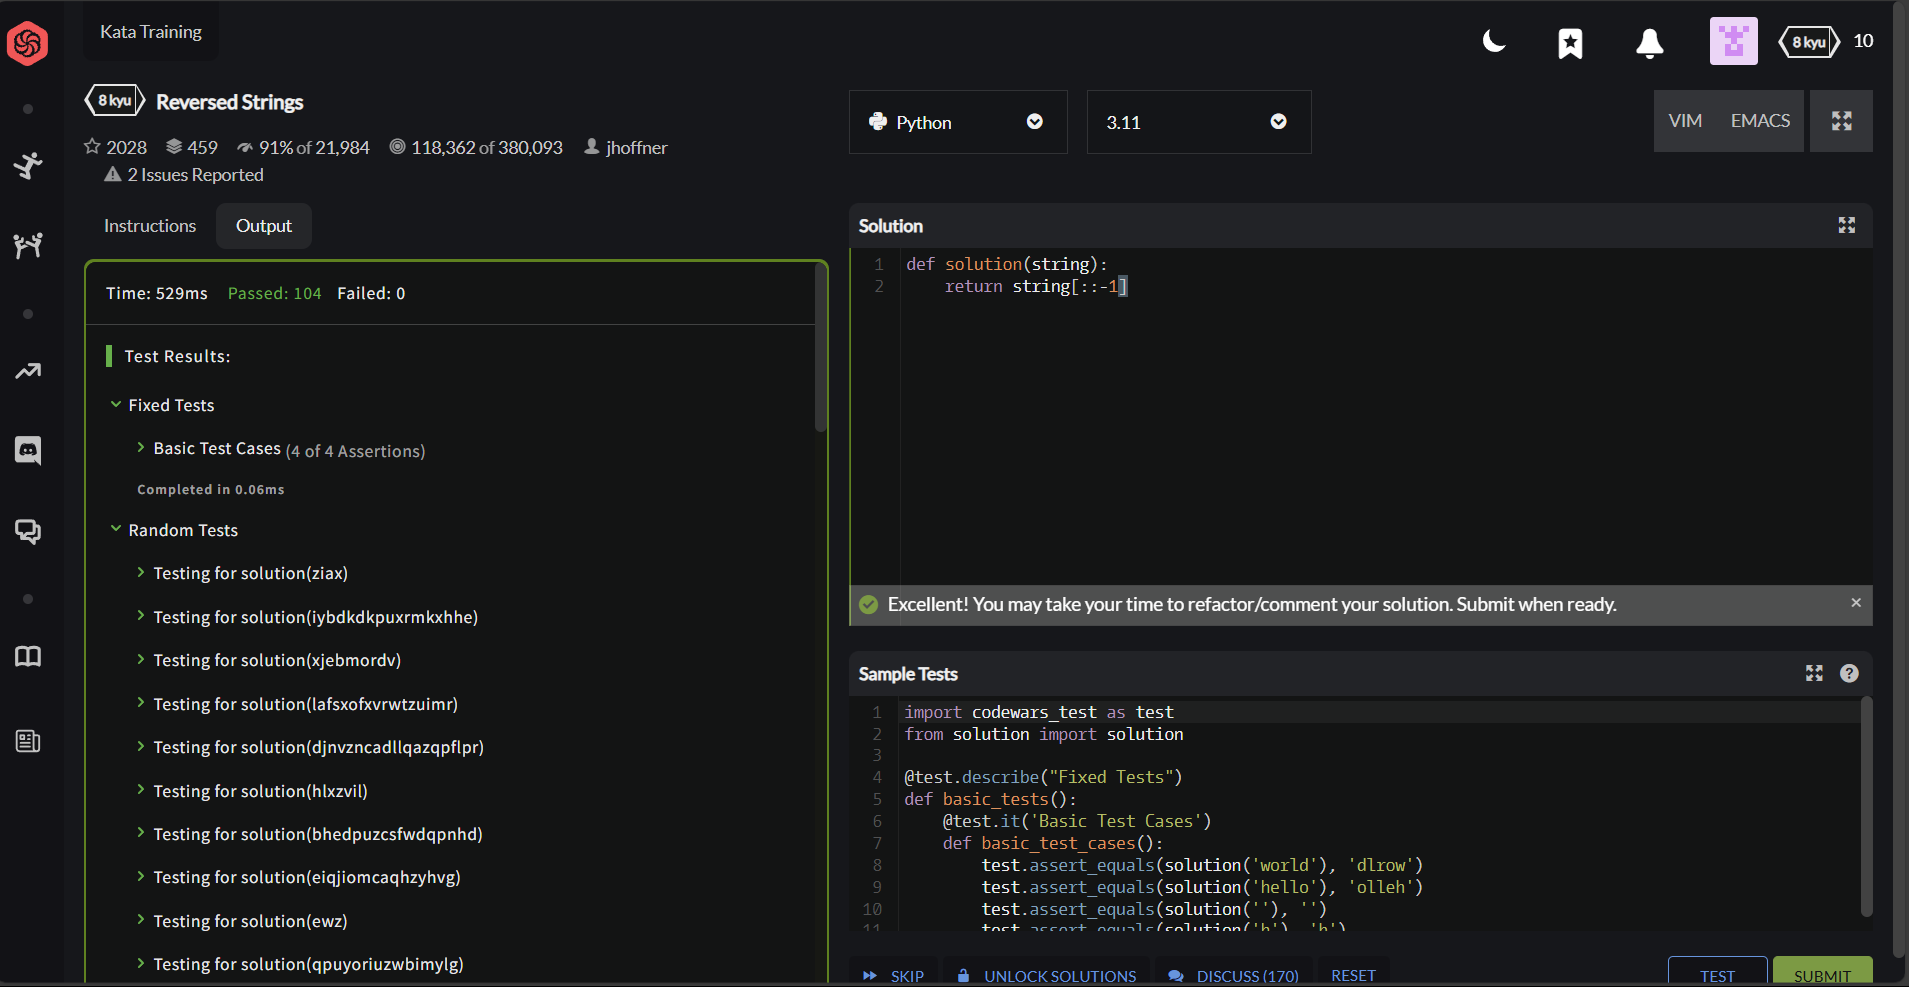 Kata Training
8 kyu 10
8 kyu Reversed Strings
2028 459 91% of 21,984 118,362 of 380,093 jhoffner
2 Issues Reported
Python 3.11 VIM EMACS
Instructions Output
Time: 529ms Passed: 104 Failed: 0
Test Results:
Fixed Tests
Basic Test Cases (4 of 4 Assertions)
Completed in 0.06ms
Random Tests
Testing for solution(ziax)
Testing for solution(iybdkdkpuxrmkxhhe)
Testing for solution(xjebmordv)
Testing for solution(lafsxofxvrwtzuimr)
Testing for solution(djnvzncadllqazqpflpr)
Testing for solution(hlxzvil)
Testing for solution(bhedpuzcsfwdqpnhd)
Testing for solution(eiqjiomcaqhzyhvg)
Testing for solution(ewz)
Testing for solution(qpuyoriuzwbimylg)
Solution
1 def solution(string):
2     return string[::-1]
Excellent! You may take your time to refactor/comment your solution. Submit when ready.
Sample Tests
1 import codewars_test as test
2 from solution import solution
3
4 @test.describe("Fixed Tests")
5 def basic_tests():
6     @test.it('Basic Test Cases')
7     def basic_test_cases():
8         test.assert_equals(solution('world'), 'dlrow')
9         test.assert_equals(solution('hello'), 'olleh')
10         test.assert_equals(solution(''), '')
11         test.assert_equals(solution('h'), 'h')
SKIP UNLOCK SOLUTIONS DISCUSS (170) RESET TEST SUBMIT